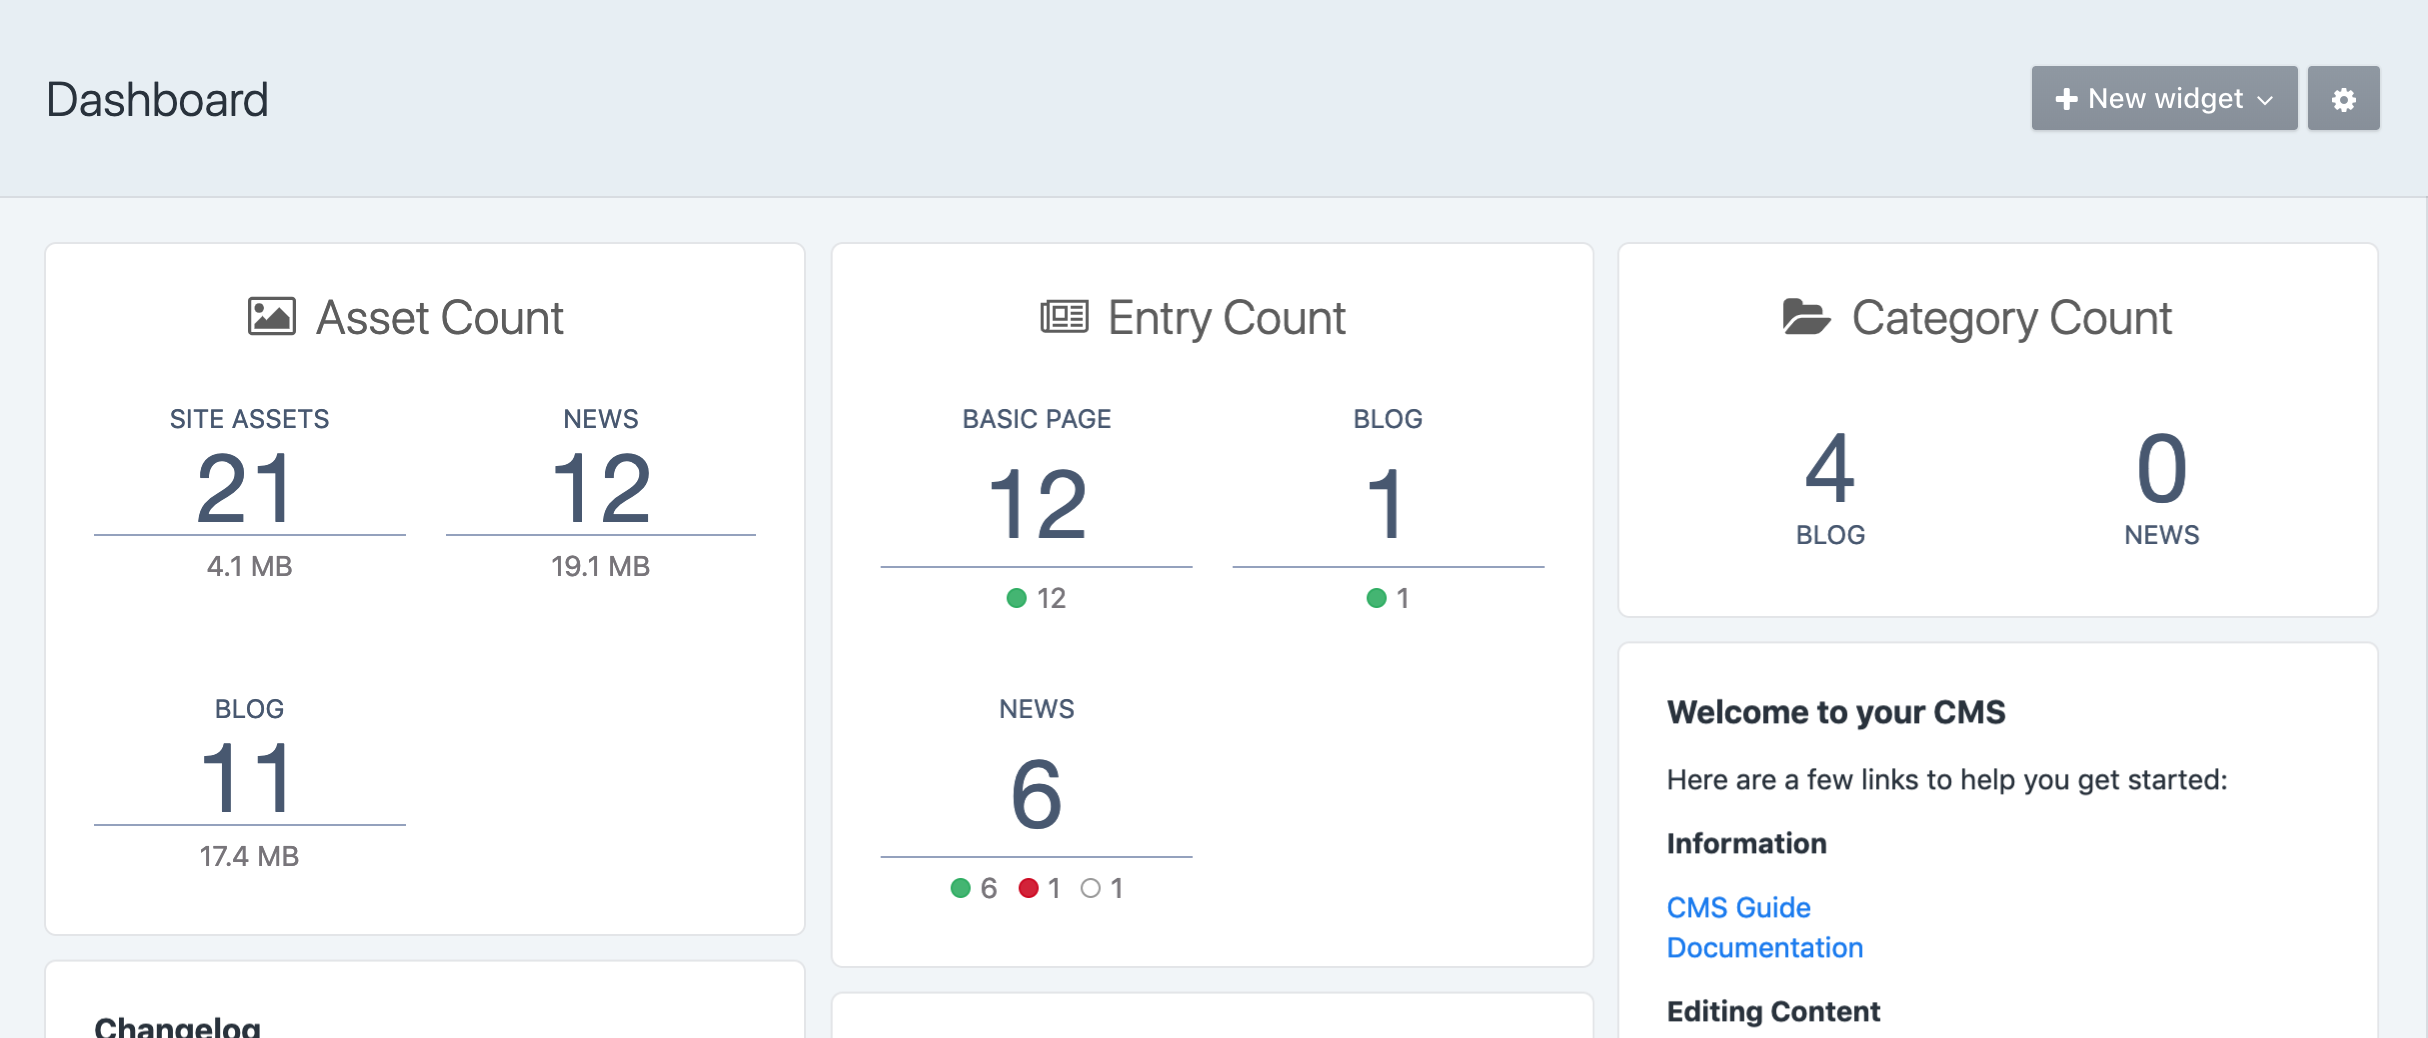 Dashboard
New widget
Asset Count
SITE ASSETS
21
4.1 MB
NEWS
12
19.1 MB
BLOG
11
17.4 MB
Changelog
Entry Count
BASIC PAGE
12
12
BLOG
1
1
NEWS
6
6 1 1
Category Count
4
BLOG
0
NEWS
Welcome to your CMS
Here are a few links to help you get started:
Information
CMS Guide
Documentation
Editing Content